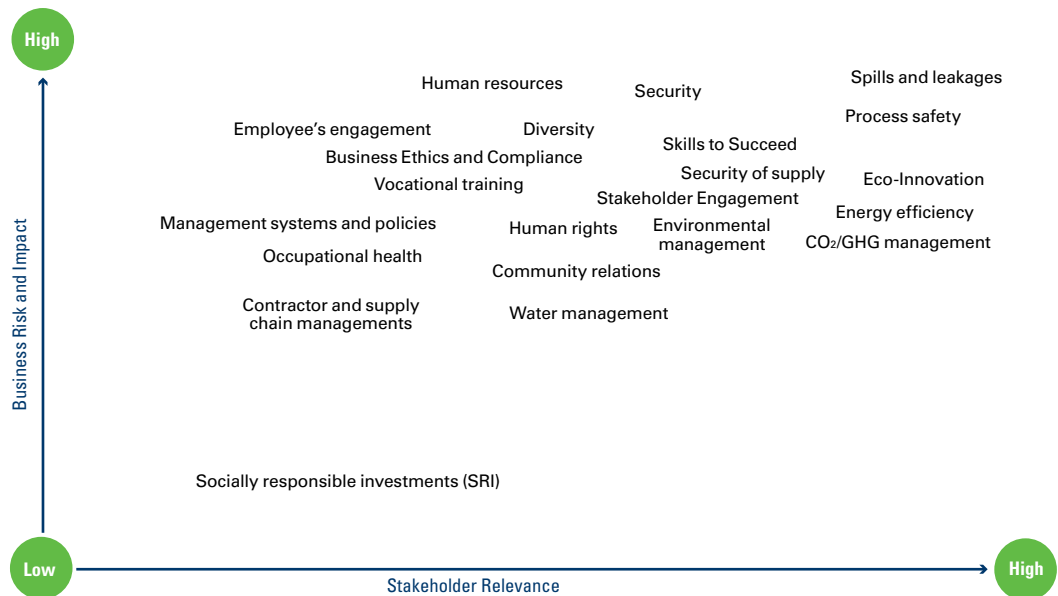 High
Human resources
Security
Spills and leakages
Process safety
Employee's engagement
Diversity
Skills to Succeed
Business Ethics and Compliance
Security of supply
Eco-Innovation
Vocational training
Stakeholder Engagement
Energy efficiency
Management systems and policies
Human rights
Environmental
management
CO₂/GHG management
Occupational health
Community relations
Contractor and supply
chain managements
Water management
Business Risk and Impact
Socially responsible investments (SRI)
Low
High
Stakeholder Relevance